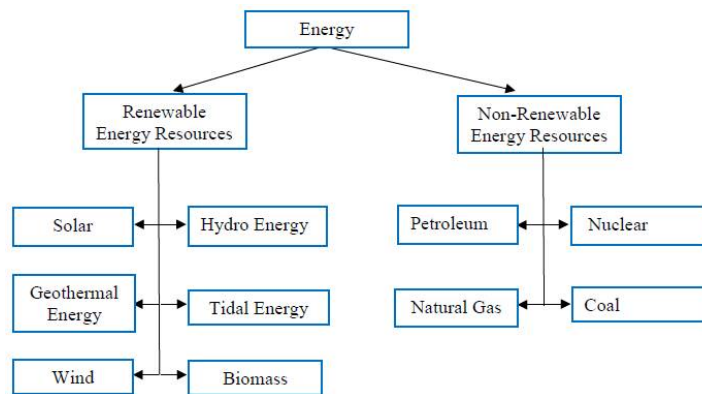 Energy
Renewable
Energy Resources
Non-Renewable
Energy Resources
Solar
Hydro Energy
Petroleum
Nuclear
Geothermal
Energy
Tidal Energy
Natural Gas
Coal
Wind
Biomass